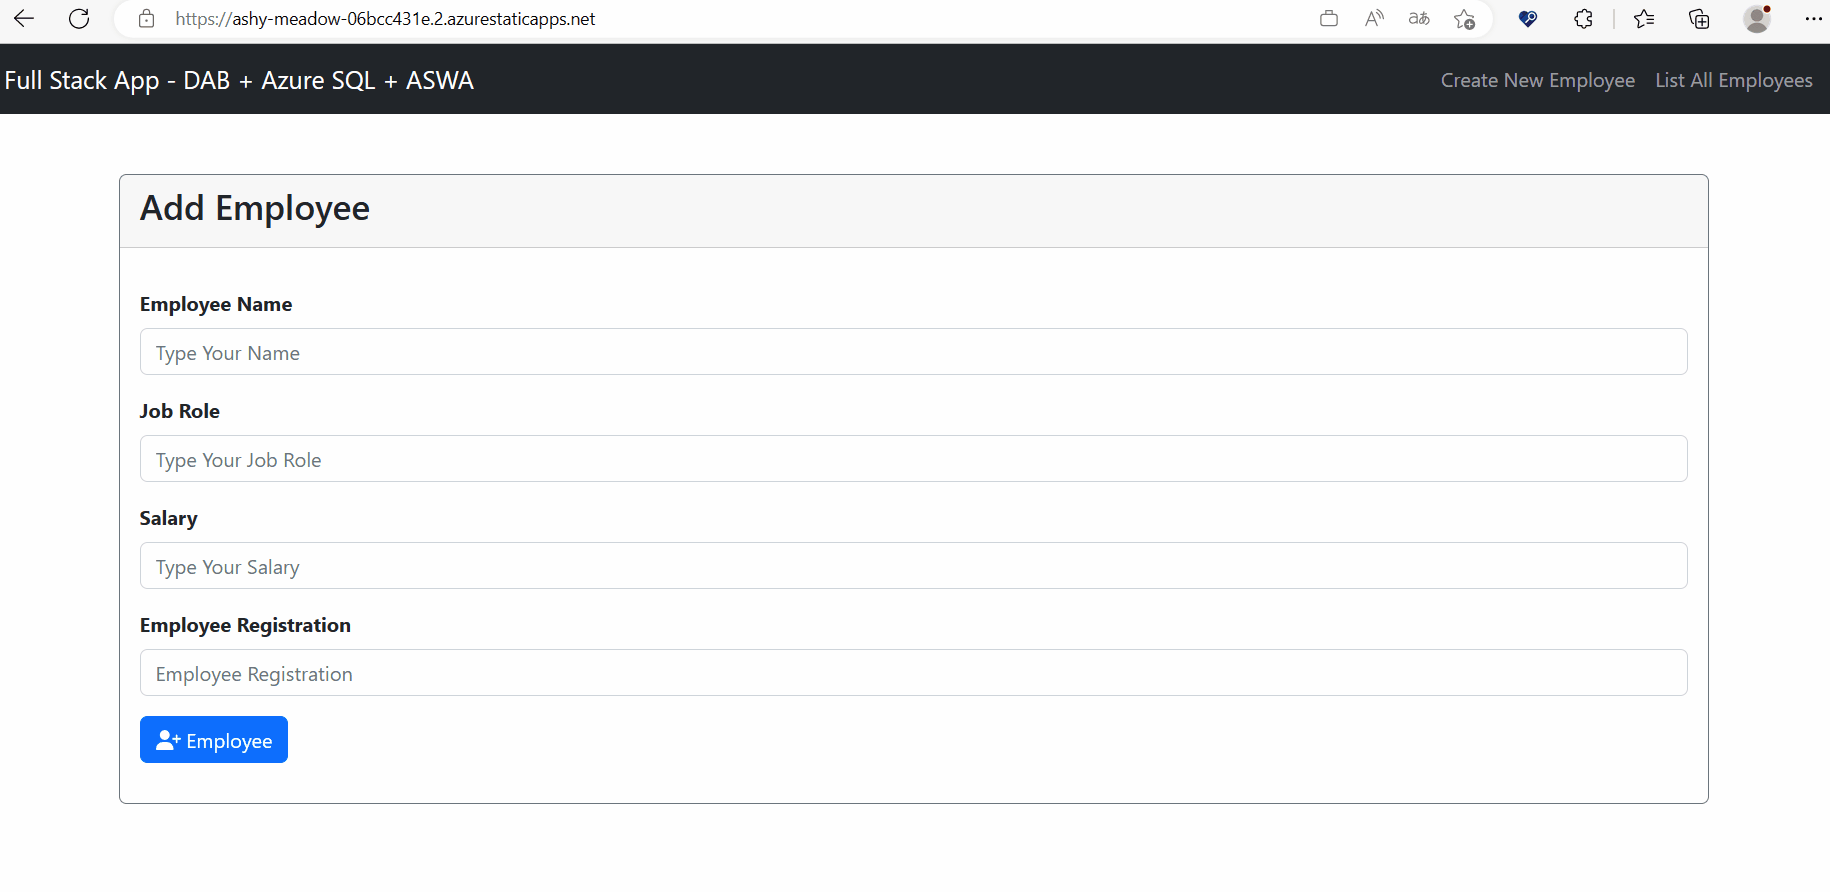 https://ashy-meadow-06bcc431e.2.azurestaticapps.net
Full Stack App - DAB + Azure SQL + ASWA
Create New Employee List All Employees
Add Employee
Employee Name
Type Your Name
Job Role
Type Your Job Role
Salary
Type Your Salary
Employee Registration
Employee Registration
Employee